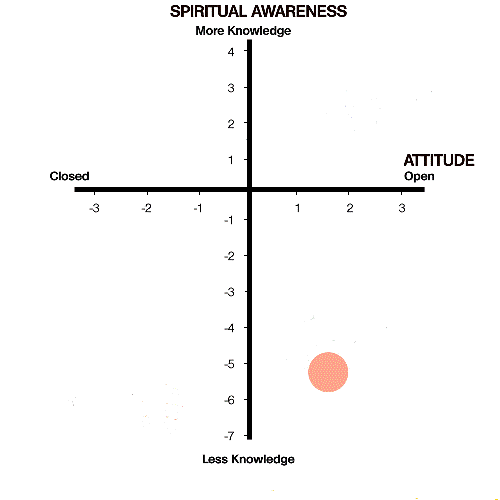 SPIRITUAL AWARENESS
More Knowledge
4
3
2
1
ATTITUDE
Closed
Open
-3 -2 -1 1 2 3
-1
-2
-3
-4
-5
-6
-7
Less Knowledge